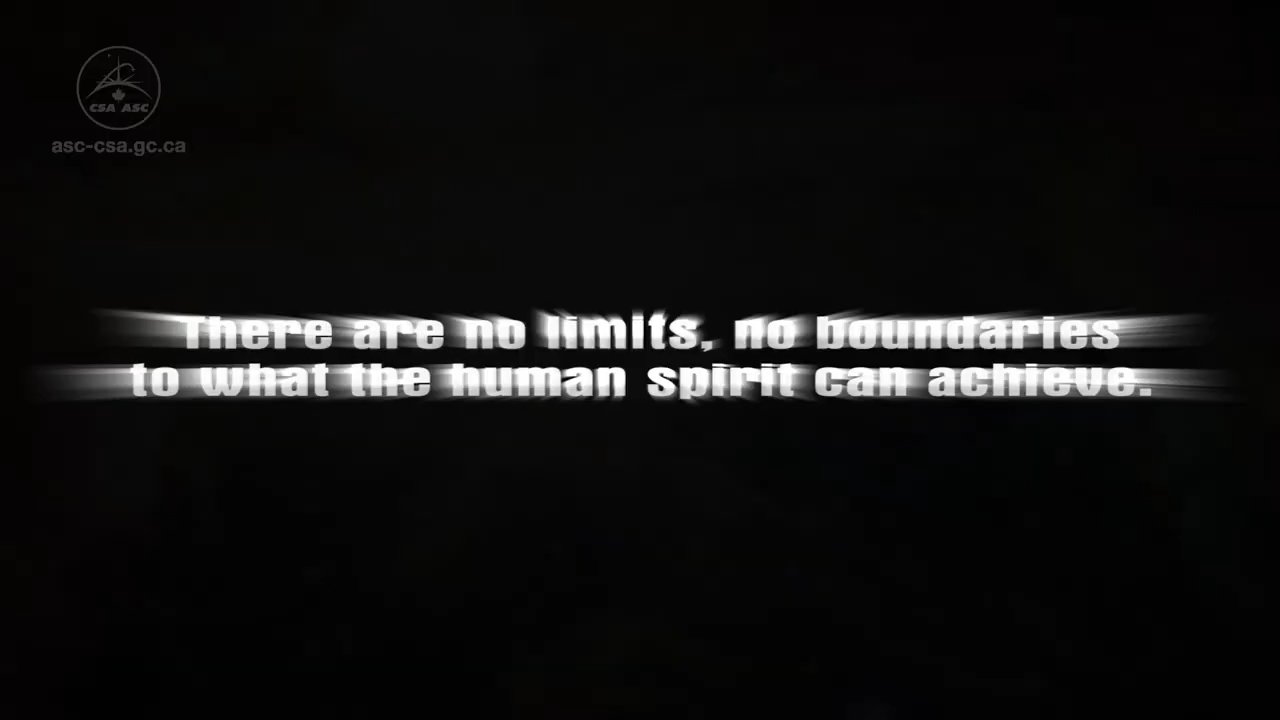 CSA ASC
asc-csa.gc.ca
There are no limits, no boundaries
to what the human spirit can achieve.